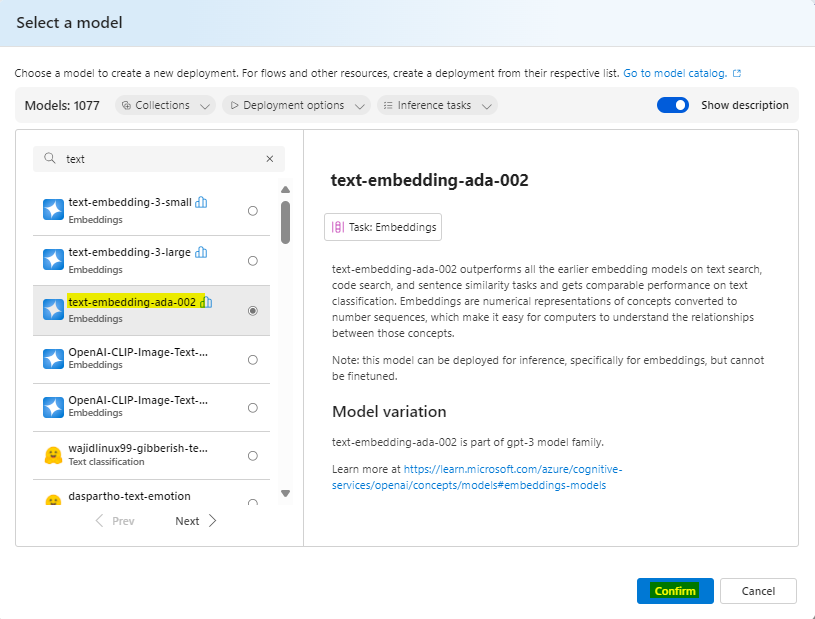 Select a model
Choose a model to create a new deployment. For flows and other resources, create a deployment from their respective list. Go to model catalog.
Models: 1077
Collections
Deployment options
Inference tasks
Show description
text
text-embedding-3-small
Embeddings
text-embedding-3-large
Embeddings
text-embedding-ada-002
Embeddings
OpenAI-CLIP-Image-Text-...
Embeddings
OpenAI-CLIP-Image-Text-...
Embeddings
wajidlinux99-gibberish-te...
Text classification
daspartho-text-emotion
Prev
Next
text-embedding-ada-002
Task: Embeddings
text-embedding-ada-002 outperforms all the earlier embedding models on text search,
code search, and sentence similarity tasks and gets comparable performance on text
classification. Embeddings are numerical representations of concepts converted to
number sequences, which make it easy for computers to understand the relationships
between those concepts.
Note: this model can be deployed for inference, specifically for embeddings, but cannot
be finetuned.
Model variation
text-embedding-ada-002 is part of gpt-3 model family.
Learn more at https://learn.microsoft.com/azure/cognitive-
services/openai/concepts/models#embeddings-models
Confirm
Cancel